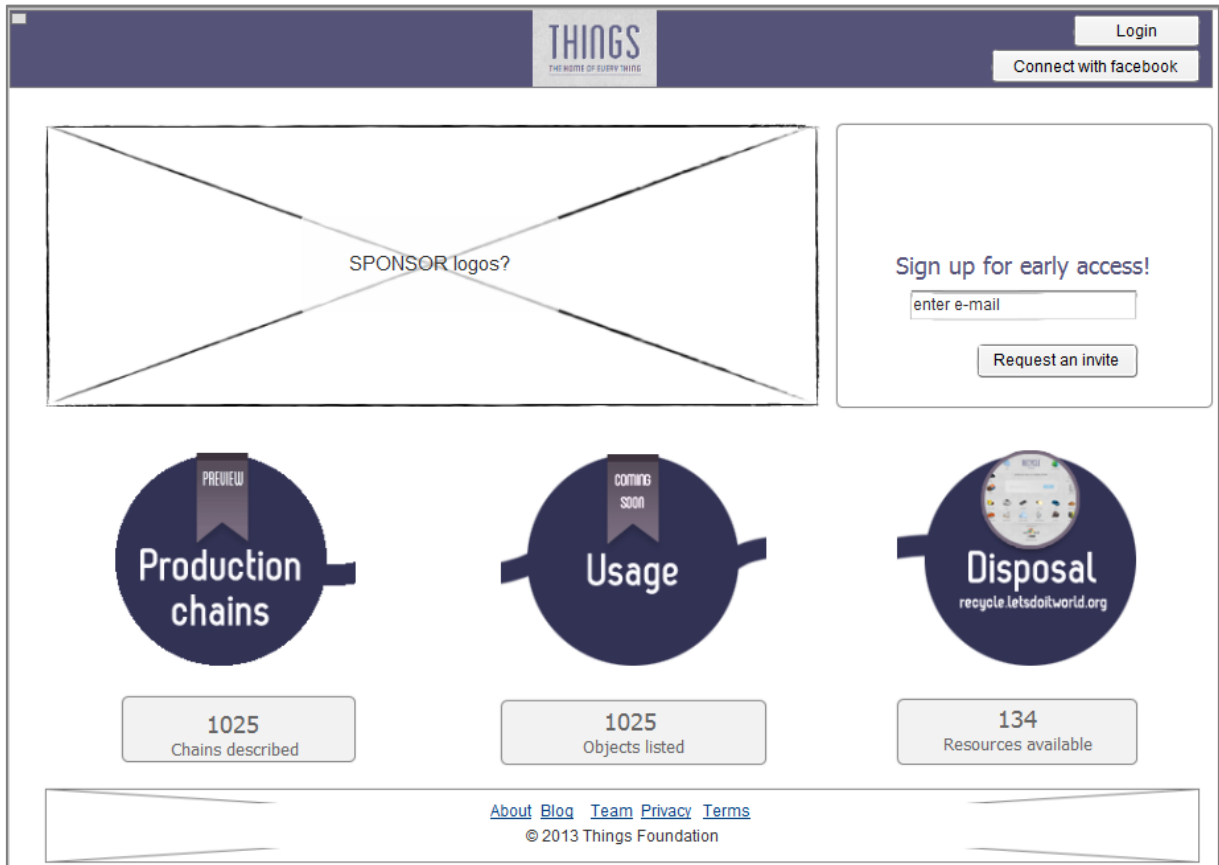 THINGS
THE HOME OF EVERY THING
Login
Connect with facebook
SPONSOR logos?
Sign up for early access!
enter e-mail
Request an invite
PREVIEW
Production
chains
COMING
SOON
Usage
RECYCLE
Disposal
recycle.letsdoitworld.org
1025
Chains described
1025
Objects listed
134
Resources available
About Blog Team Privacy Terms
© 2013 Things Foundation